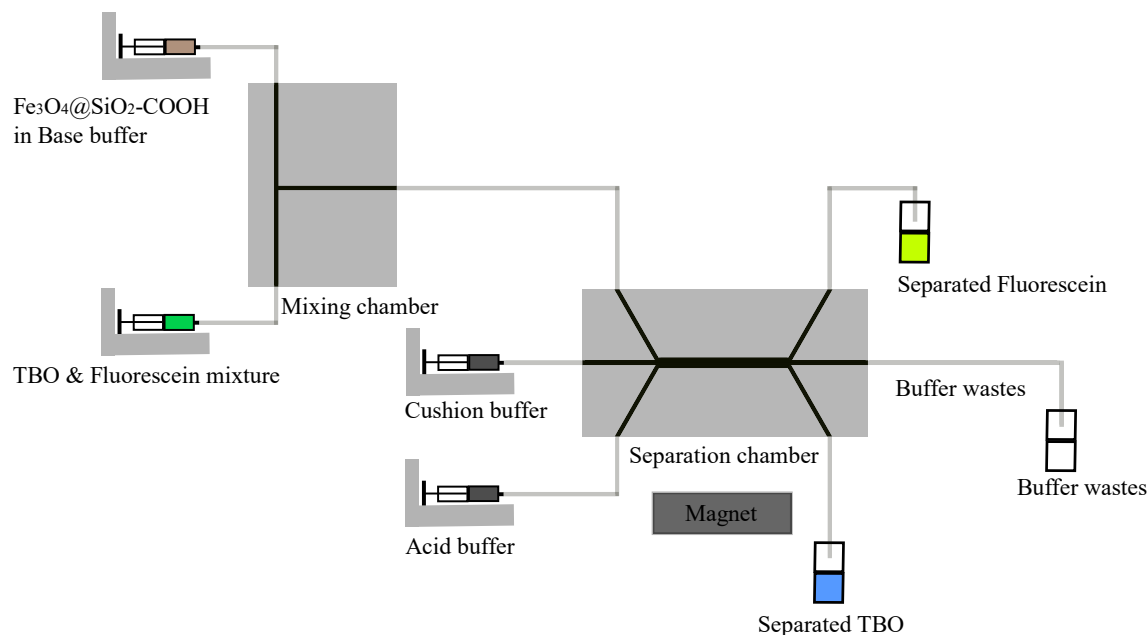 Fe₃O₄@SiO₂-COOH
in Base buffer
Mixing chamber
TBO & Fluorescein mixture
Separated Fluorescein
Cushion buffer
Buffer wastes
Separation chamber
Buffer wastes
Magnet
Acid buffer
Separated TBO